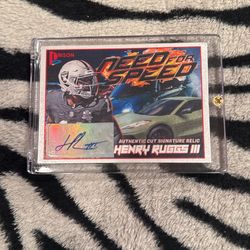 NEED FOR
SPEED
AUTHENTIC CUT SIGNATURE RELIC
HENRY RUGGS III